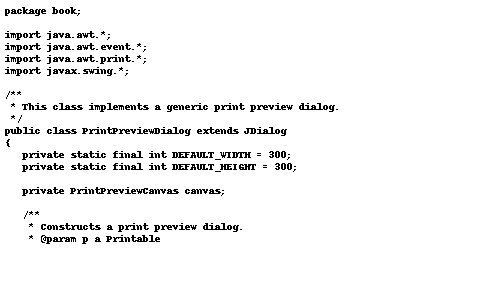 package book;

import java.awt.*;
import java.awt.event.*;
import java.awt.print.*;
import javax.swing.*;

/**
 * This class implements a generic print preview dialog.
 */
public class PrintPreviewDialog extends JDialog
{
   private static final int DEFAULT_WIDTH = 300;
   private static final int DEFAULT_HEIGHT = 300;

   private PrintPreviewCanvas canvas;

   /**
    * Constructs a print preview dialog.
    * @param p a Printable